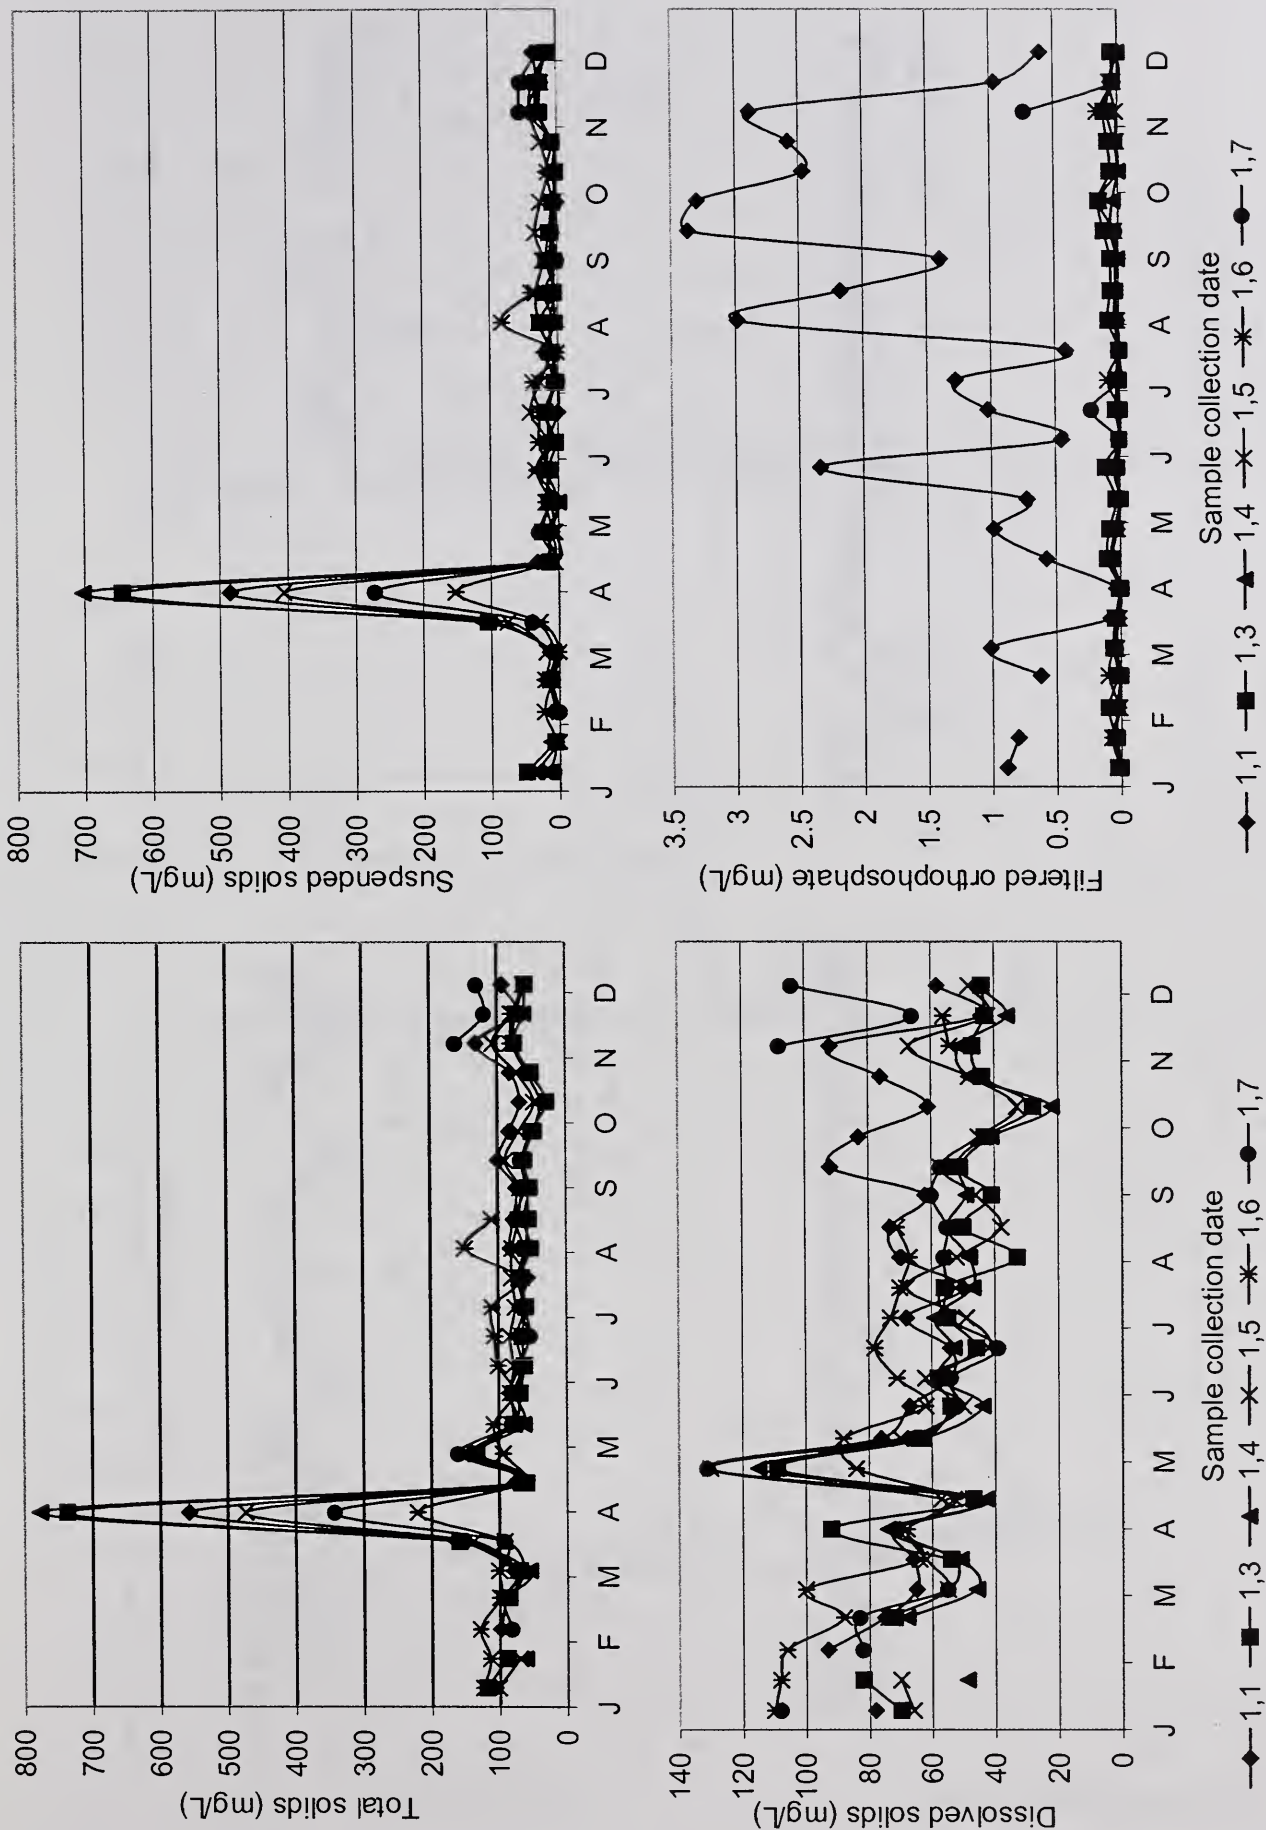 800
700
600
500
400
300
200
100
0
Total solids (mg/L)
J F M A M J J A S O N D
800
700
600
500
400
300
200
100
0
Suspended solids (mg/L)
J F M A M J J A S O N D
140
120
100
80
60
40
20
0
Dissolved solids (mg/L)
J F M A M J J A S O N D
Sample collection date
1,1 1,3 1,4 1,5 1,6 1,7
3.5
3
2.5
2
1.5
1
0.5
0
Filtered orthophosphate (mg/L)
J F M A M J J A S O N D
Sample collection date
1,1 1,3 1,4 1,5 1,6 1,7